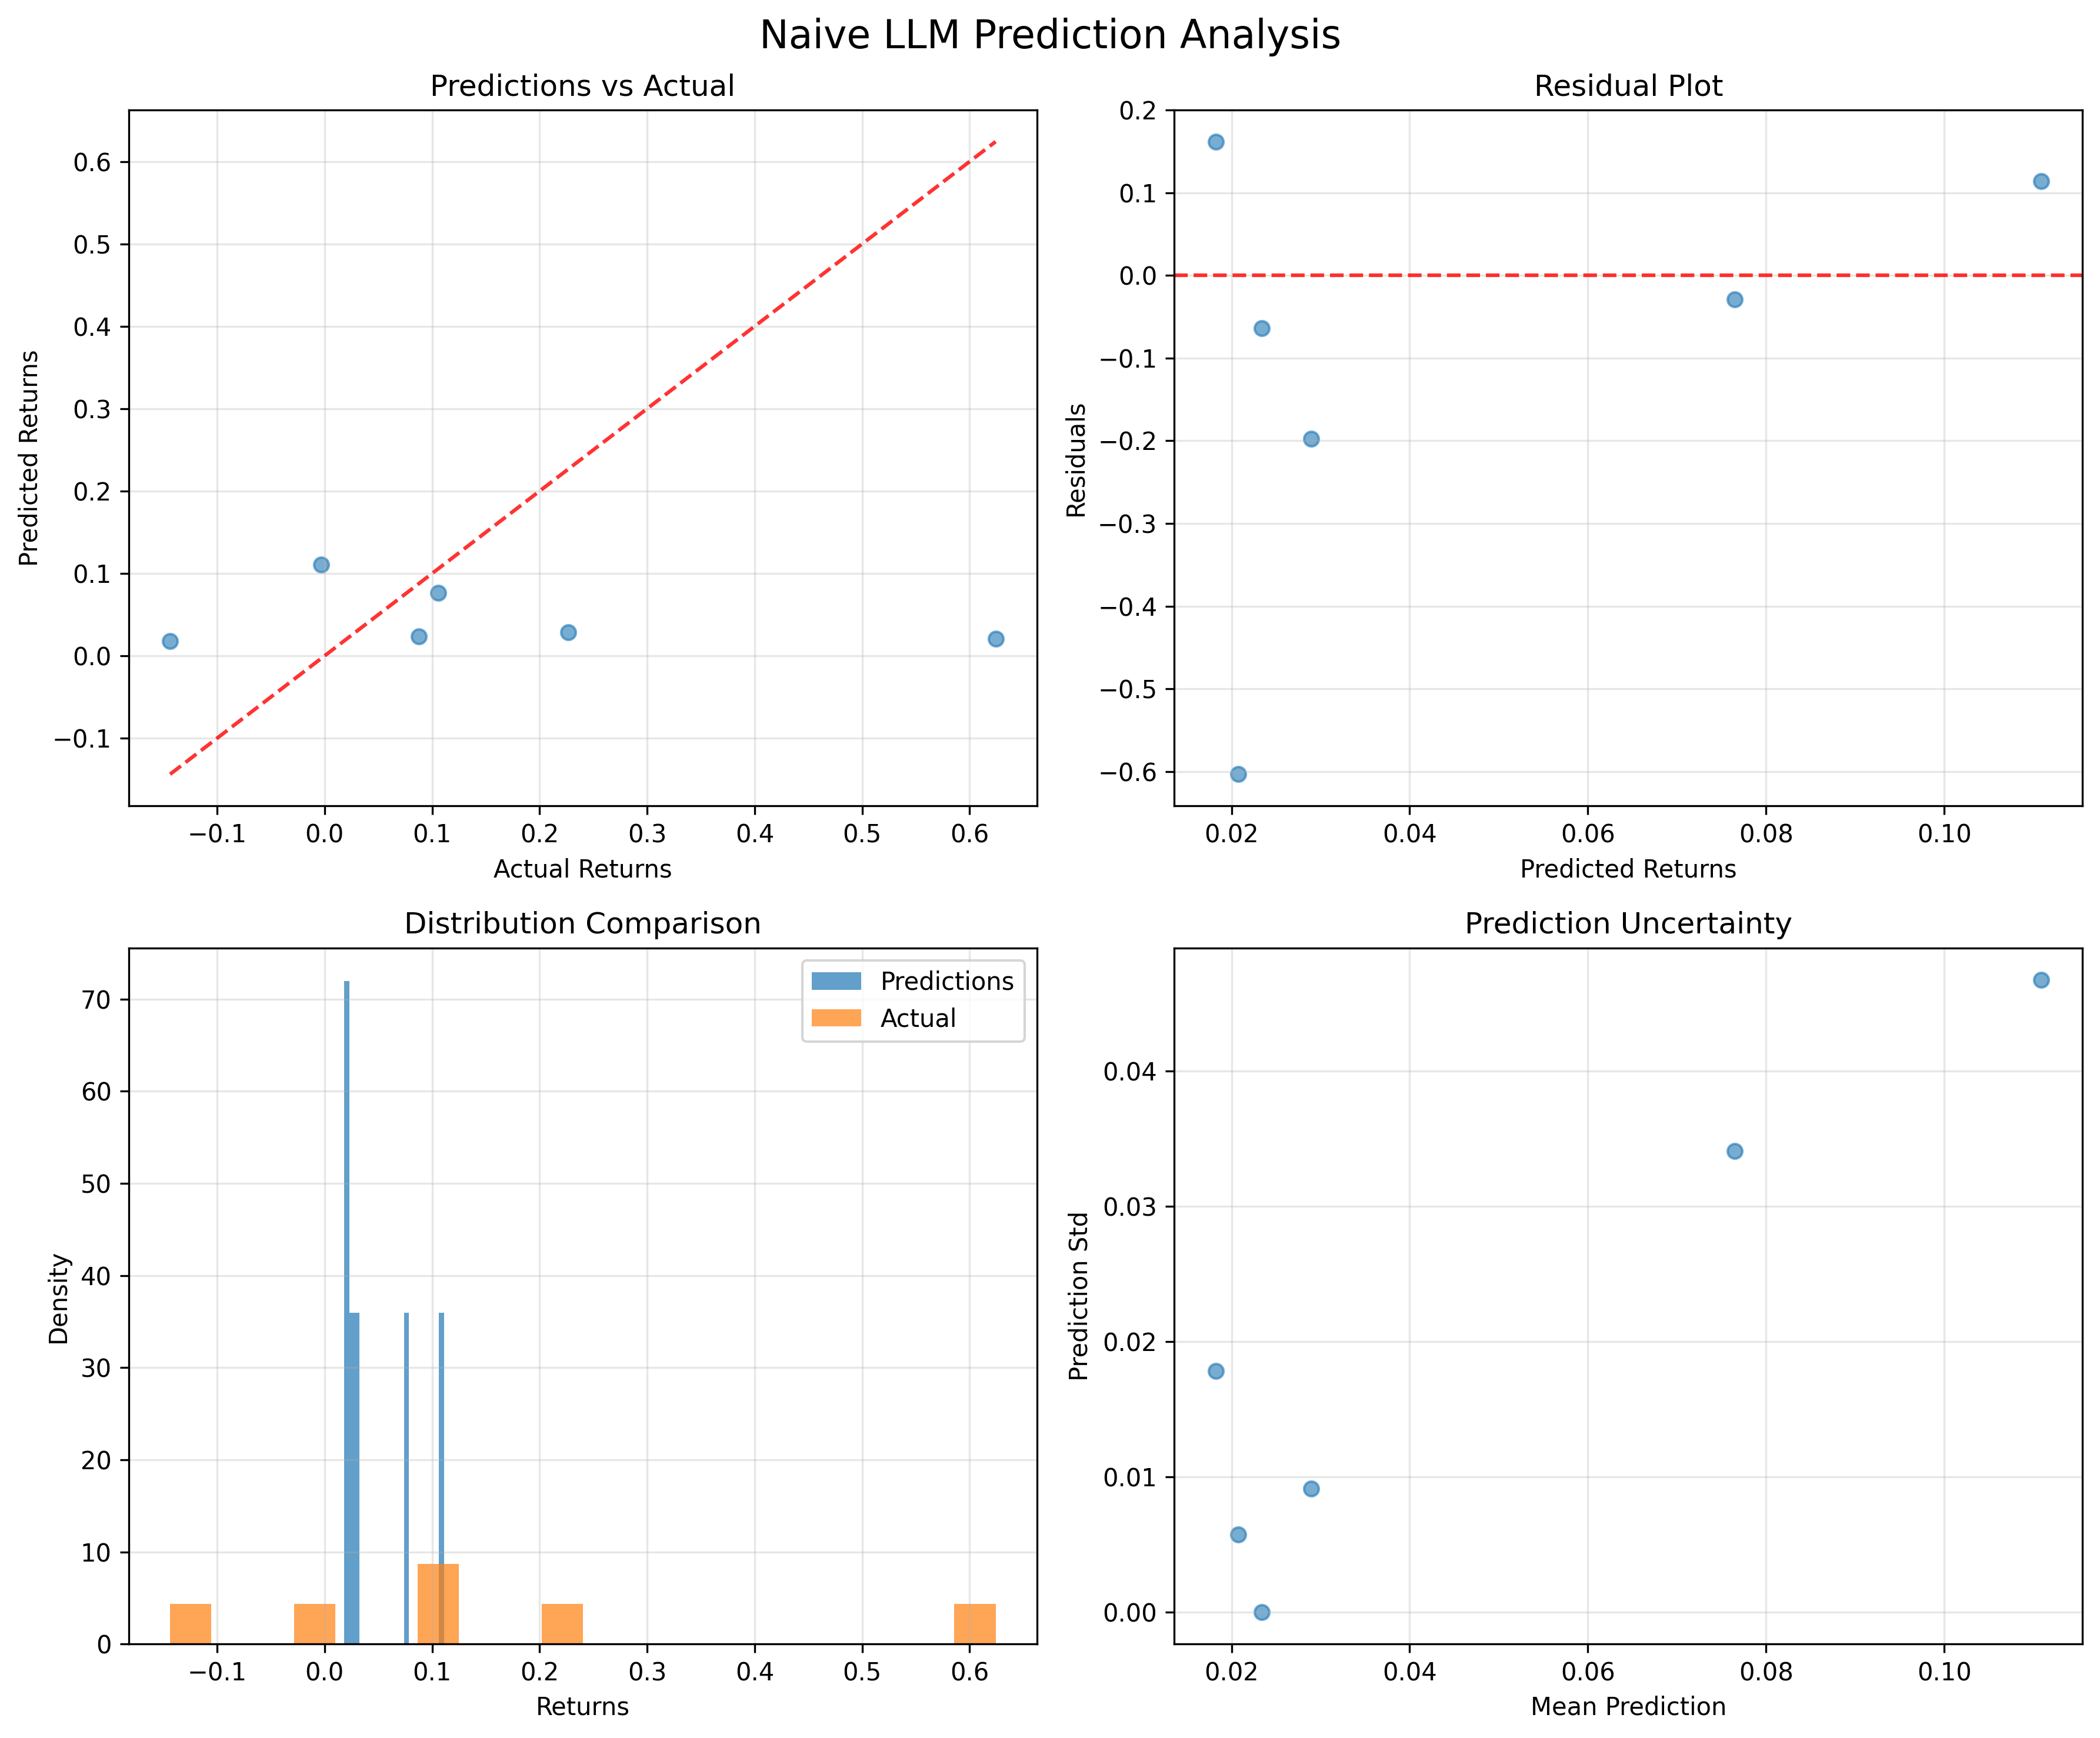 Naive LLM Prediction Analysis
Predictions vs Actual
Predicted Returns
0.6
0.5
0.4
0.3
0.2
0.1
0.0
−0.1
−0.1 0.0 0.1 0.2 0.3 0.4 0.5 0.6
Actual Returns
Residual Plot
Residuals
0.2
0.1
0.0
−0.1
−0.2
−0.3
−0.4
−0.5
−0.6
0.02 0.04 0.06 0.08 0.10
Predicted Returns
Distribution Comparison
Predictions
Actual
Density
70
60
50
40
30
20
10
0
−0.1 0.0 0.1 0.2 0.3 0.4 0.5 0.6
Returns
Prediction Uncertainty
Prediction Std
0.04
0.03
0.02
0.01
0.00
0.02 0.04 0.06 0.08 0.10
Mean Prediction